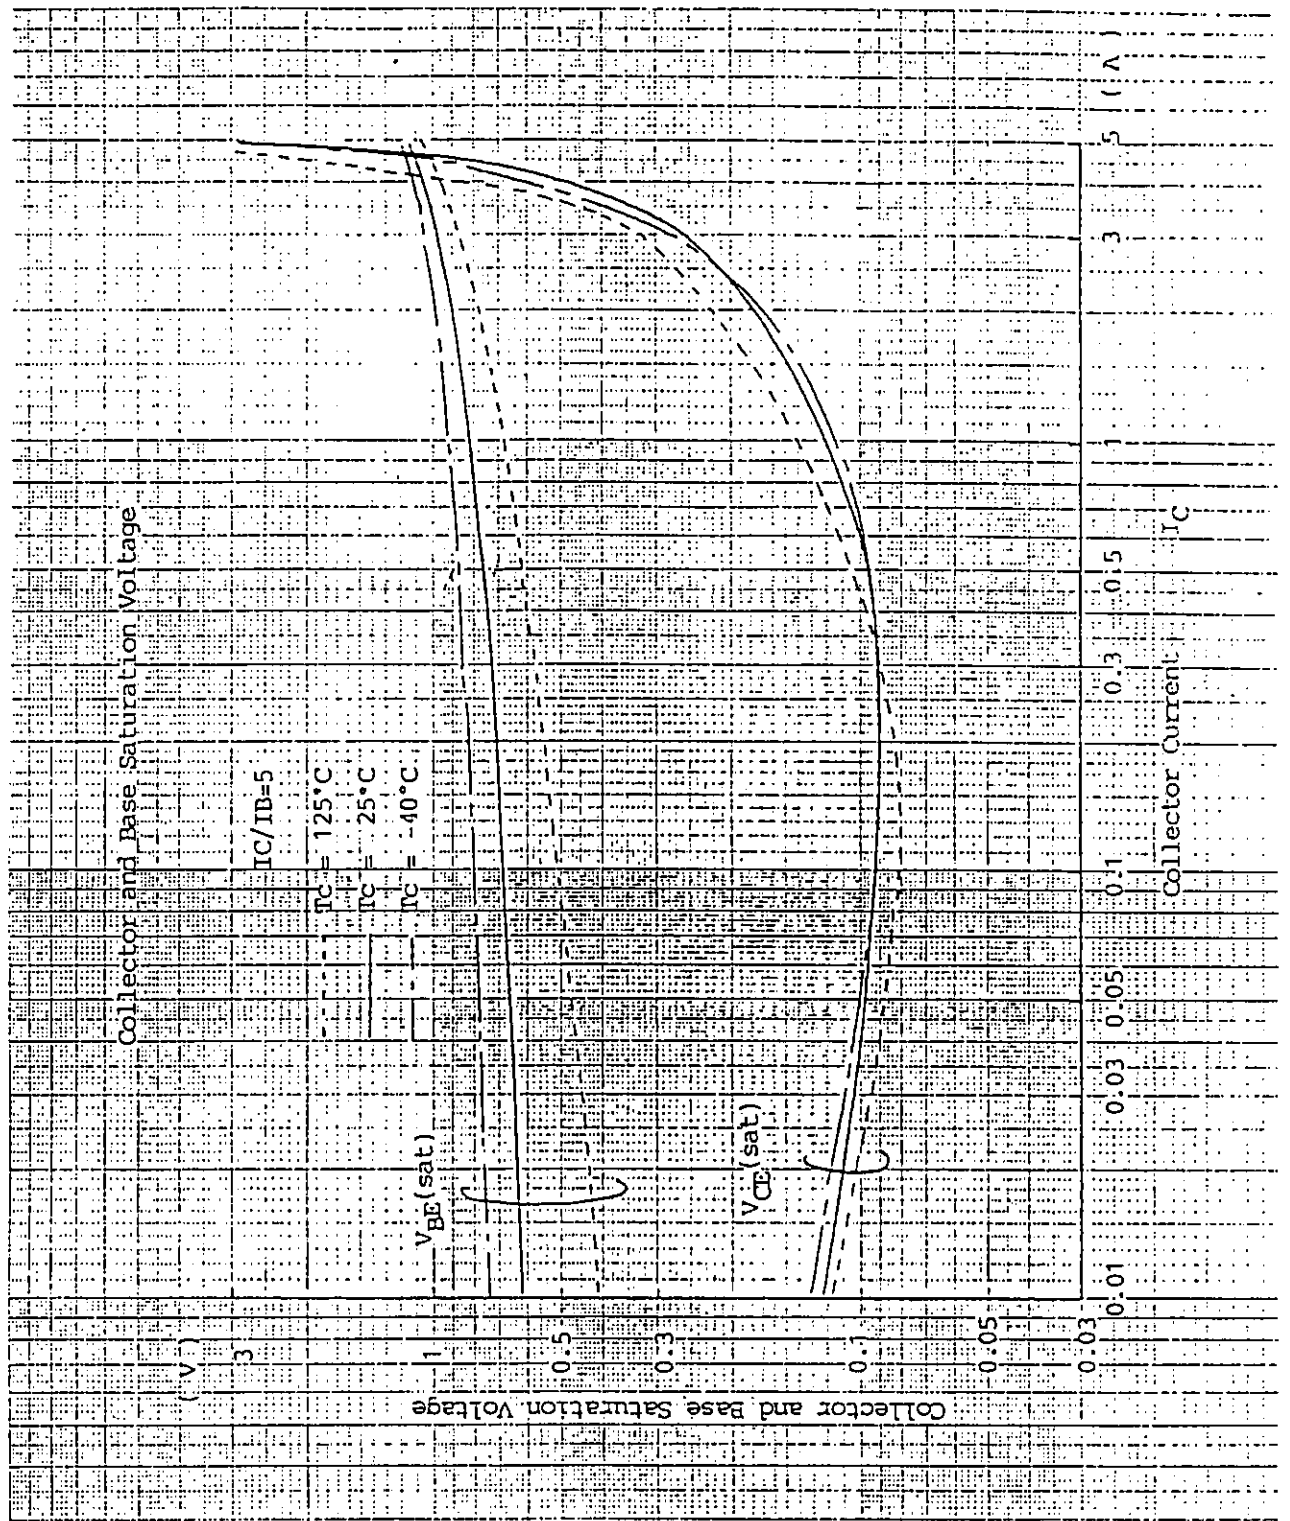 Collector and Base Saturation Voltage
IC/IB=5
Tc = 125°C
Tc = 25°C
Tc = -40°C
VBE(sat)
VCE(sat)
Collector and Base Saturation Voltage
( V )
3
1
0.5
0.3
0.1
0.05
0.03
0.01
0.03
0.05
0.1
0.3
0.5
1
3
5
( A )
Collector Current IC